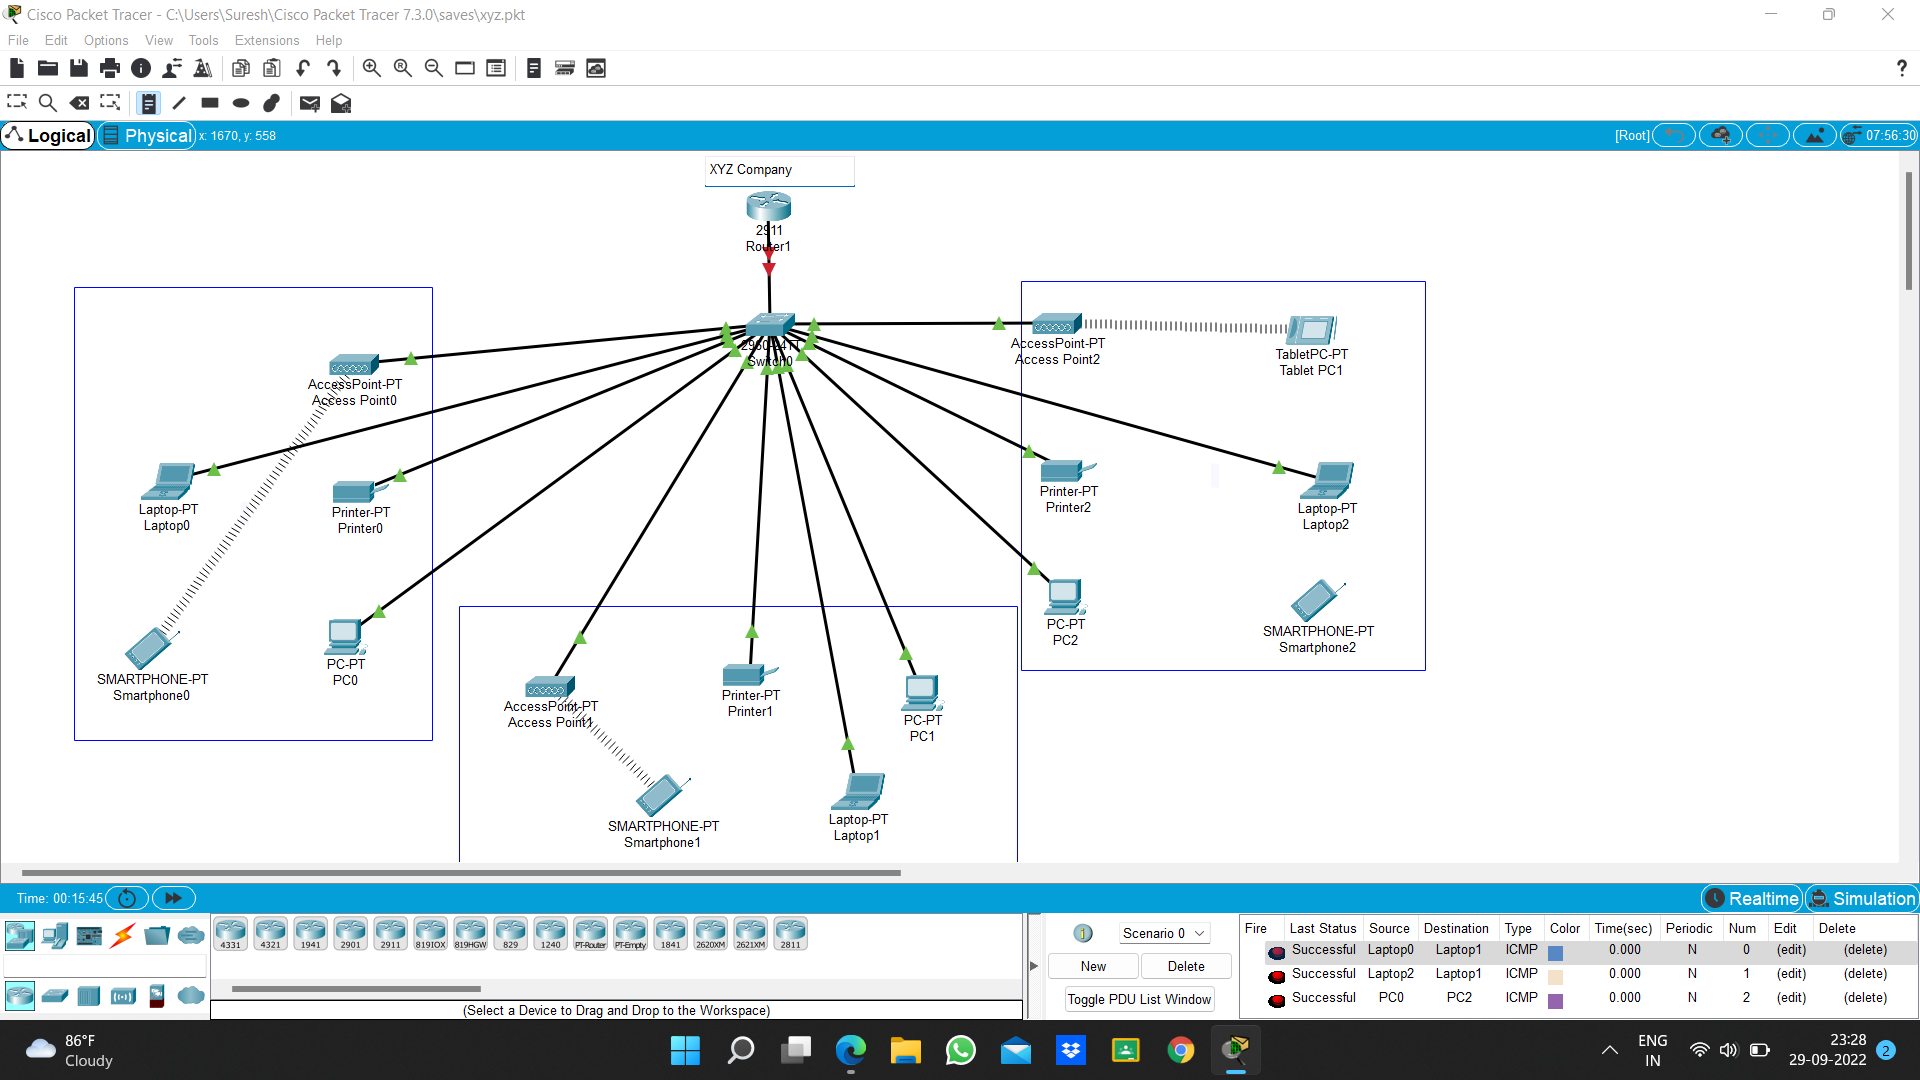 Cisco Packet Tracer - C:\Users\Suresh\Cisco Packet Tracer 7.3.0\saves\xyz.pkt
File Edit Options View Tools Extensions Help
?
Logical Physical x: 1670, y: 558 [Root] 07:56:30
XYZ Company
2911
Router1
2960-24TT
Switch0
AccessPoint-PT
Access Point0
Laptop-PT
Laptop0
Printer-PT
Printer0
SMARTPHONE-PT
Smartphone0
PC-PT
PC0
AccessPoint-PT
Access Point1
Printer-PT
Printer1
PC-PT
PC1
SMARTPHONE-PT
Smartphone1
Laptop-PT
Laptop1
AccessPoint-PT
Access Point2
TabletPC-PT
Tablet PC1
Printer-PT
Printer2
Laptop-PT
Laptop2
PC-PT
PC2
SMARTPHONE-PT
Smartphone2
Time: 00:15:45 Realtime Simulation
4331 4321 1941 2901 2911 819IOX 819HGW 829 1240 PT-Router PT-Empty 1841 2620XM 2621XM 2811
(Select a Device to Drag and Drop to the Workspace)
Scenario 0
New Delete
Toggle PDU List Window
Fire Last Status Source Destination Type Color Time(sec) Periodic Num Edit Delete
Successful Laptop0 Laptop1 ICMP 0.000 N 0 (edit) (delete)
Successful Laptop2 Laptop1 ICMP 0.000 N 1 (edit) (delete)
Successful PC0 PC2 ICMP 0.000 N 2 (edit) (delete)
86°F
Cloudy
ENG
IN
23:28
29-09-2022
2